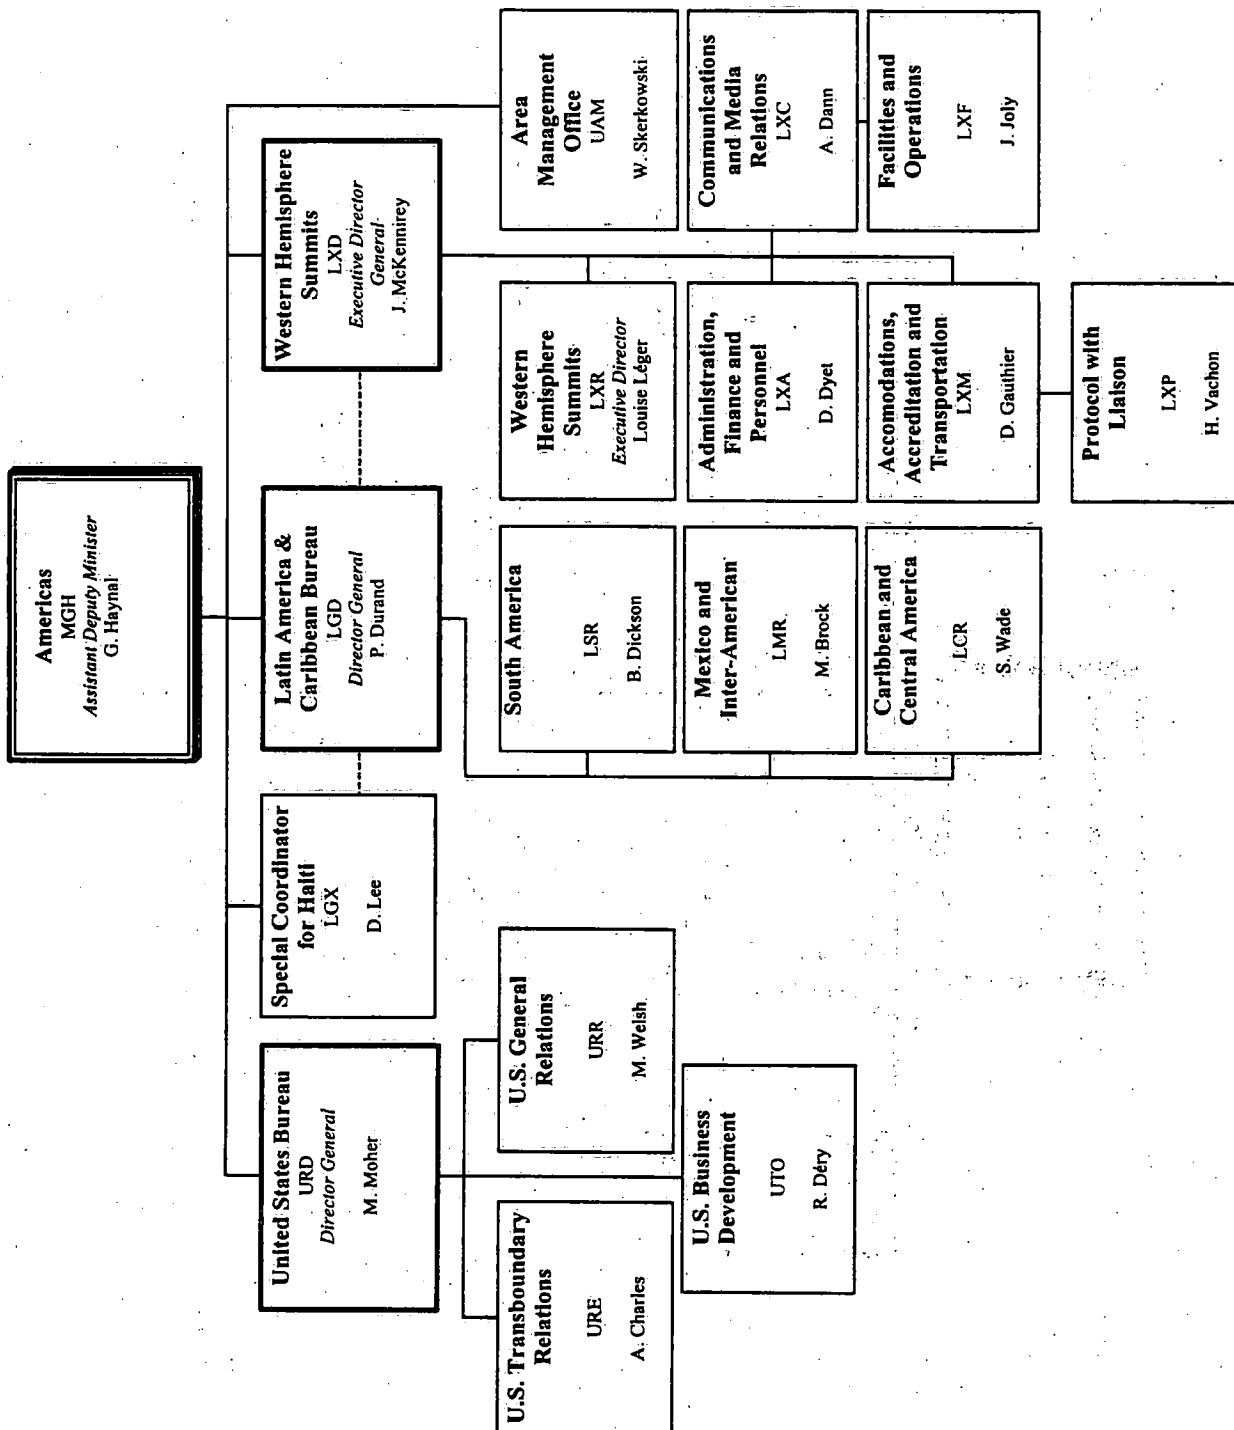 Americas
MGH
Assistant Deputy Minister
G. Haynal
United States Bureau
URD
Director General
M. Moher
Special Coordinator
for Haiti
LGX
D. Lee
Latin America &
Caribbean Bureau
LGD
Director General
P. Durand
Western Hemisphere
Summits
LXD
Executive Director
General
J. McKennirey
U.S. Transboundary
Relations
URE
A. Charles
U.S. General
Relations
URR
M. Welsh
U.S. Business
Development
UTO
R. Déry
South America
LSR
B. Dickson
Mexico and
Inter-American
LMR
M. Brock
Caribbean and
Central America
LCR
S. Wade
Western
Hemisphere
Summits
LXR
Executive Director
Louise Léger
Administration,
Finance and
Personnel
LXA
D. Dyet
Accomodations,
Accreditation and
Transportation
LXM
D. Gauthier
Protocol with
Liaison
LXP
H. Vachon
Area
Management
Office
UAM
W. Skerkowski
Communications
and Media
Relations
LXC
A. Dann
Facilities and
Operations
LXF
J. Joly